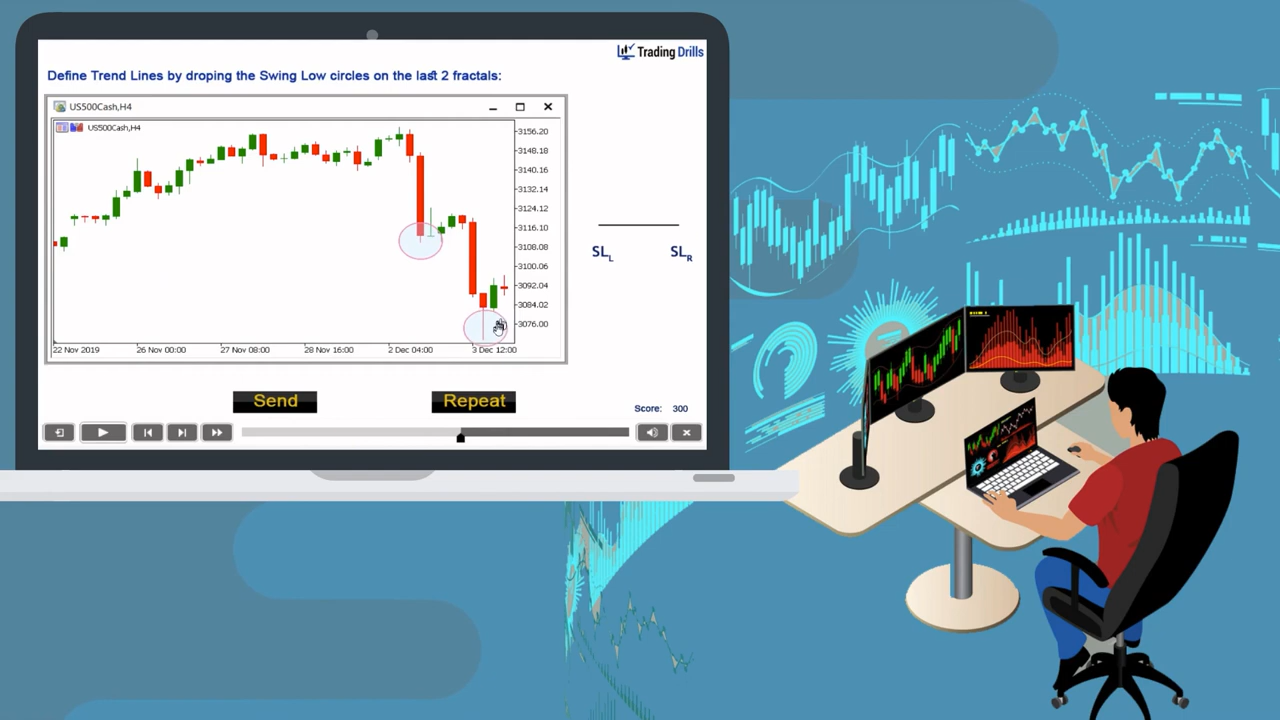 Trading Drills
Define Trend Lines by droping the Swing Low circles on the last 2 fractals:
US500Cash,H4
US500Cash,H4
3156.20
3148.18
3140.16
3132.14
3124.12
3116.10
3108.08
3100.06
3092.04
3084.02
3076.00
22 Nov 2019 26 Nov 00:00 27 Nov 08:00 28 Nov 16:00 2 Dec 04:00 3 Dec 12:00
SLL SLR
Send Repeat
Score: 300